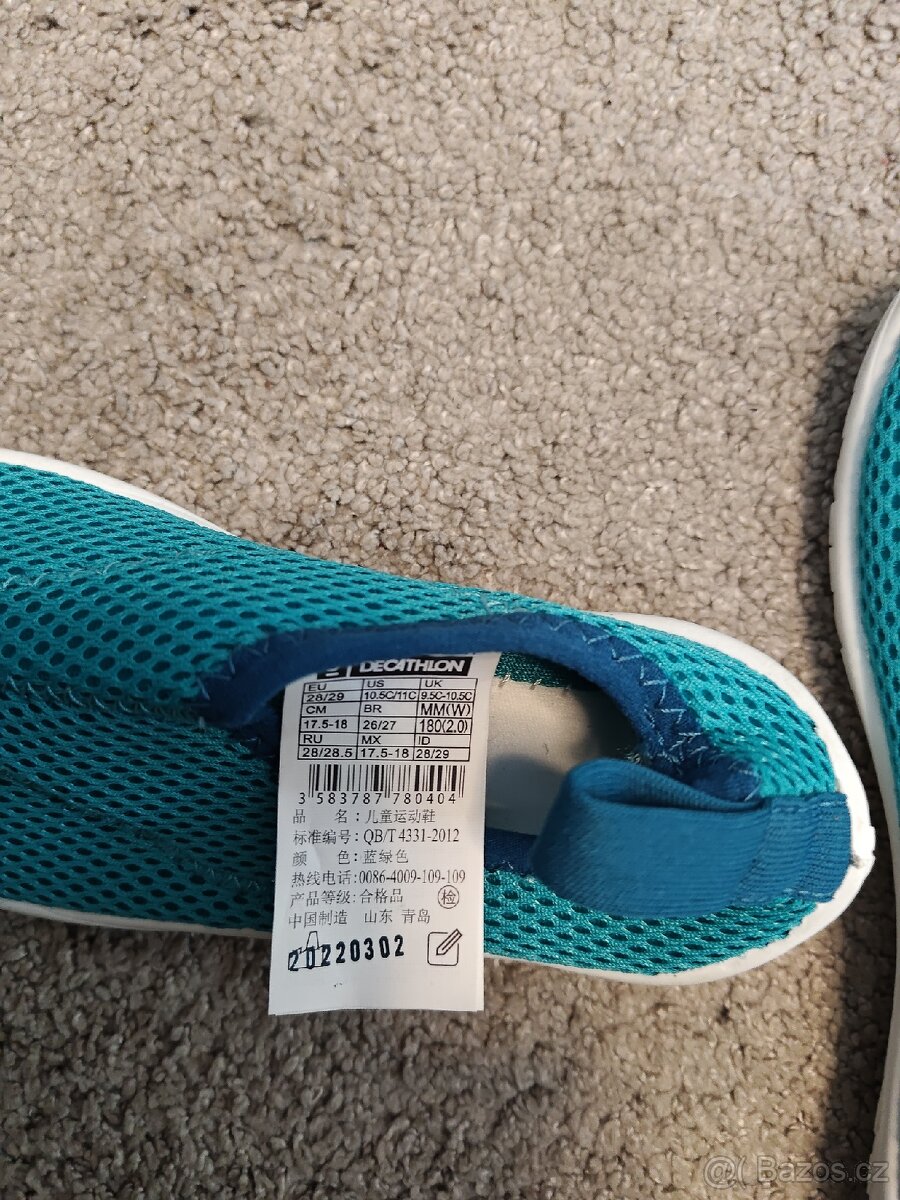 DECATHLON
EU US UK
28/29 10.5C/11C 9.5C-10.5C
CM BR MM(W)
17.5-18 26/27 180(2.0)
RU MX ID
28/28.5 17.5-18 28/29
3 583787 780404
品 名:儿童运动鞋
标准编号:QB/T 4331-2012
颜 色:蓝绿色
热线电话:0086-4009-109-109
产品等级:合格品 检
中国制造 山东 青岛
20220302
@( Bazos.cz